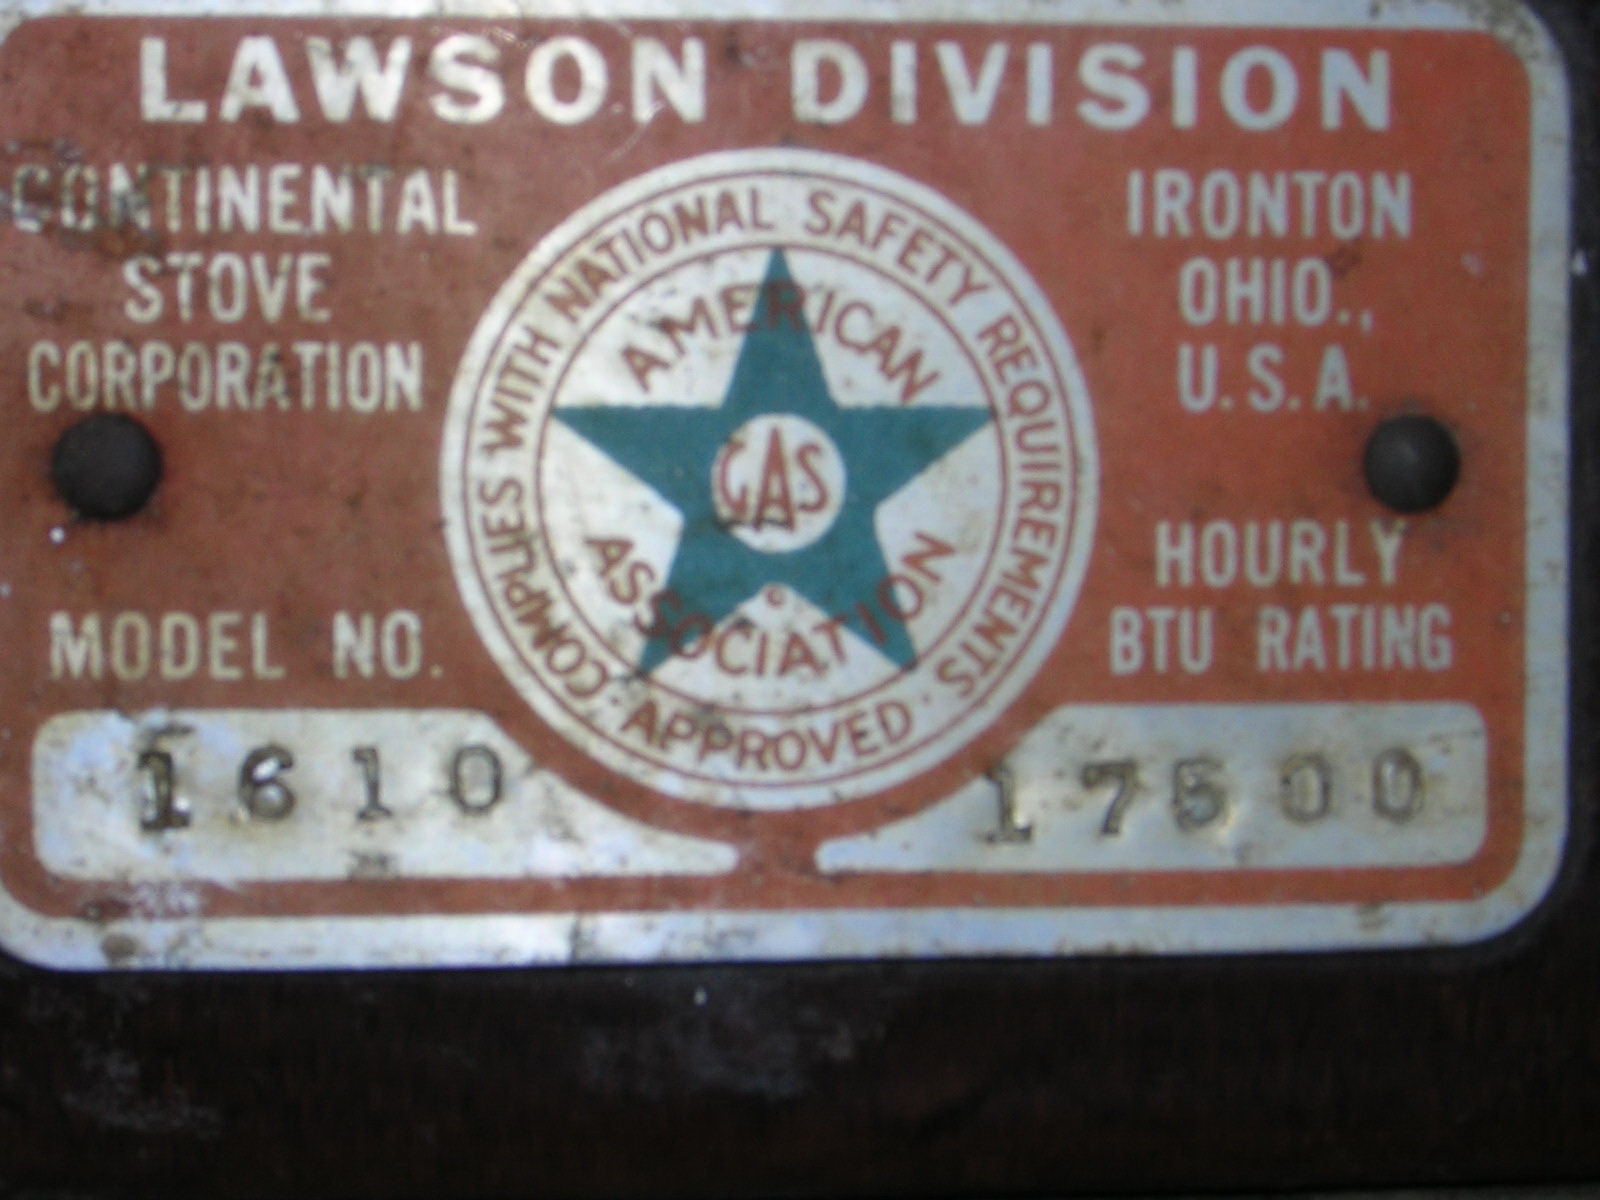 LAWSON DIVISION
CONTINENTAL
STOVE
CORPORATION
IRONTON
OHIO.,
U.S.A.
COMPLIES WITH NATIONAL SAFETY REQUIREMENTS
· APPROVED ·
AMERICAN
GAS
ASSOCIATION
MODEL NO.
1610
HOURLY
BTU RATING
17500